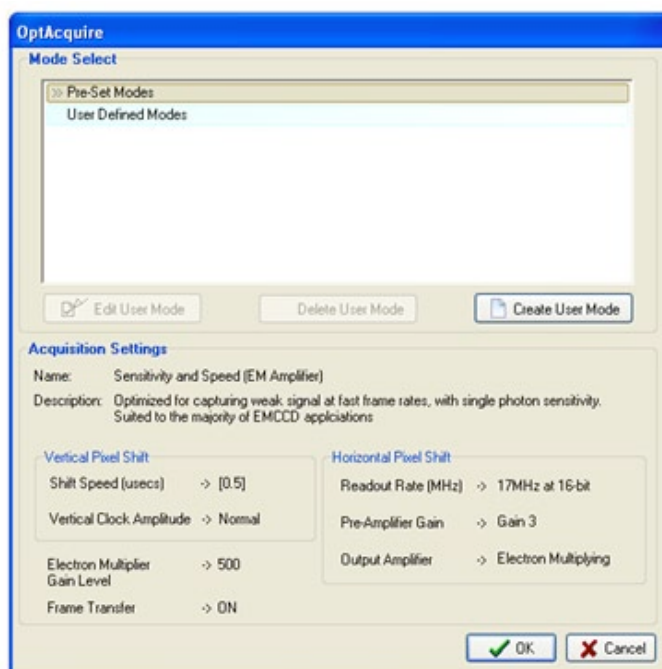 OptAcquire
Mode Select
» Pre-Set Modes
User Defined Modes
Edit User Mode
Delete User Mode
Create User Mode
Acquisition Settings
Name: Sensitivity and Speed (EM Amplifier)
Description: Optimized for capturing weak signal at fast frame rates, with single photon sensitivity.
Suited to the majority of EMCCD applciations
Vertical Pixel Shift
Shift Speed (usecs) -> [0.5]
Vertical Clock Amplitude -> Normal
Electron Multiplier
Gain Level -> 500
Frame Transfer -> ON
Horizontal Pixel Shift
Readout Rate (MHz) -> 17MHz at 16-bit
Pre-Amplifier Gain -> Gain 3
Output Amplifier -> Electron Multiplying
OK
Cancel